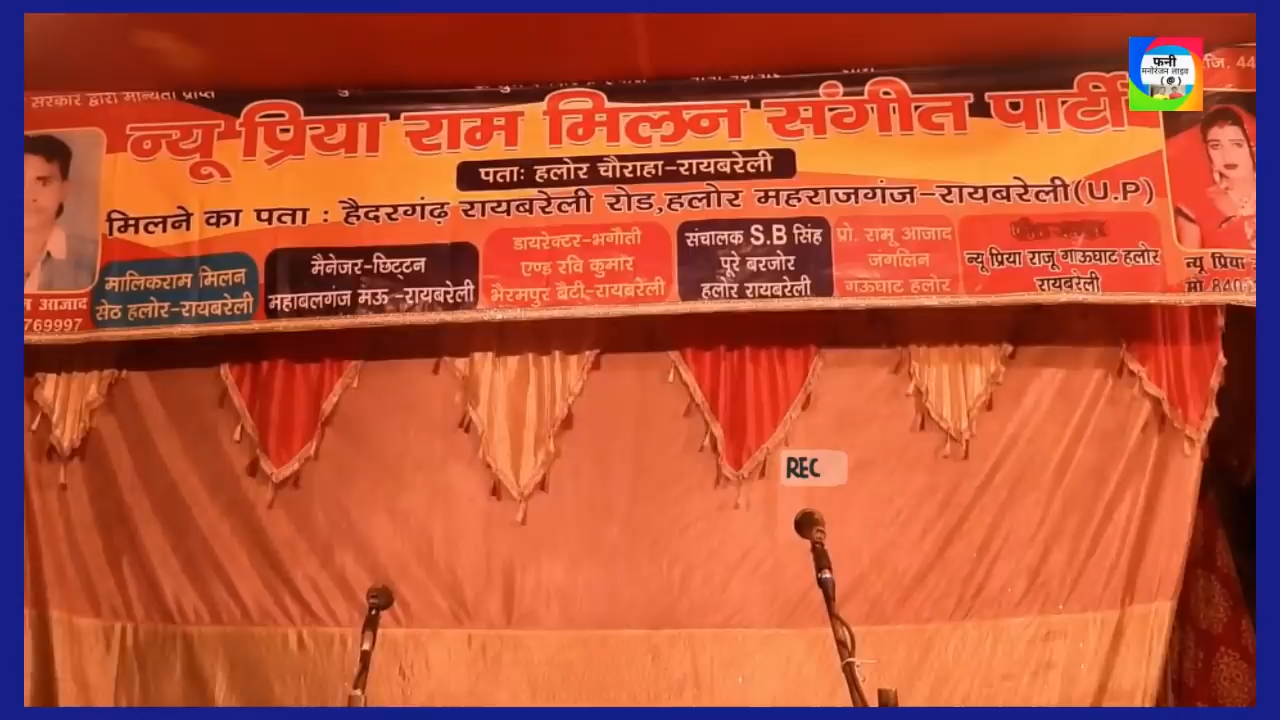 फनी
मनोरंजन लाइव
(@)
जि. 44
सरकार द्वारा मान्यता प्राप्त
न्यू प्रिया राम मिलन संगीत पार्टी
पताः हलोर चौराहा-रायबरेली
मिलने का पता : हैदरगंढ़ रायबरेली रोड,हलोर महराजगंज-रायबरेली(U.P)
आजाद
769997
मालिकराम मिलन
सेठ हलोर-रायबरेली
मैनेजर-छिट्टन
महाबलगंज मऊ -रायबरेली
डायरेक्टर-भगौती
एण्ड रवि कुमार
भैरमपुर बैटी-रायबरेली
संचालक S.B सिंह
पूरे बरजोर
हलोर रायबरेली
प्रो. रामू आजाद
जंगलिन
गऊघाट हलोर
न्यू प्रिया राजू गाऊघाट हलोर
रायबरेली
न्यू प्रिया
मो 840
REC